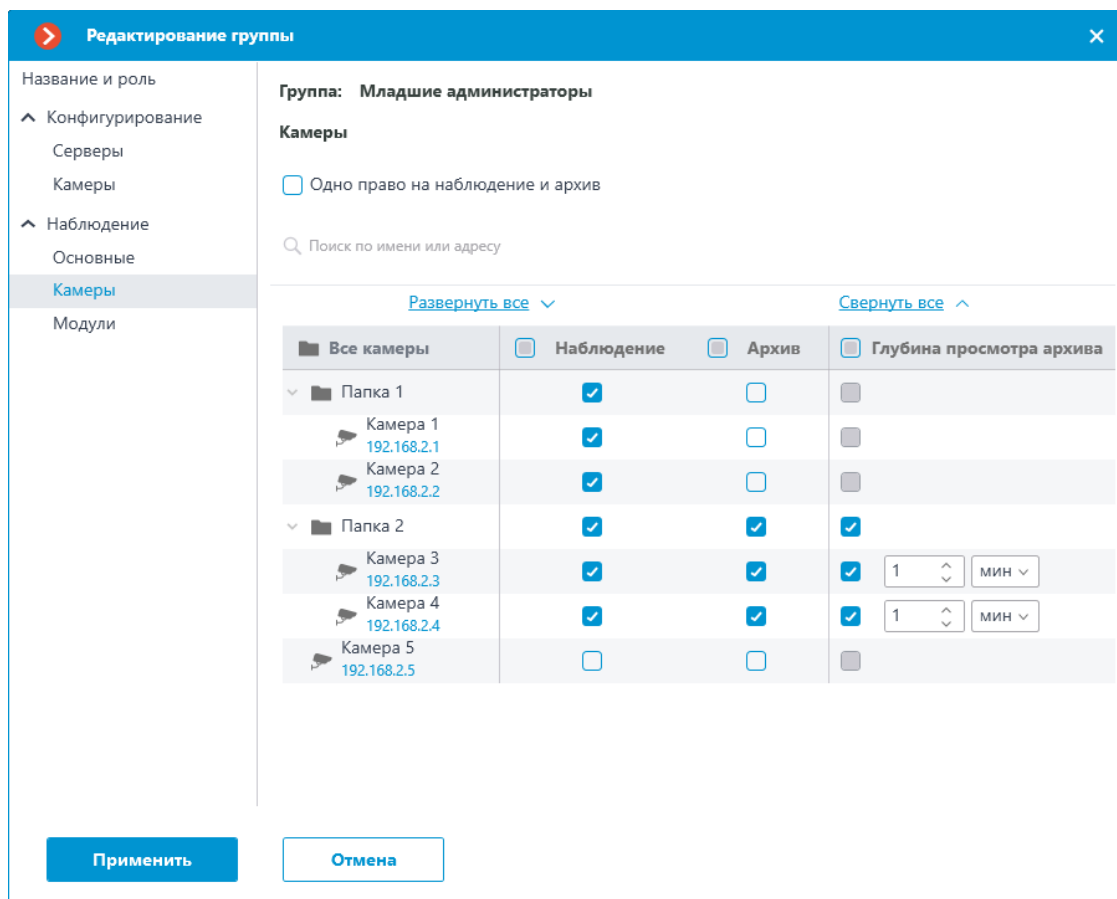 Редактирование группы
Название и роль
Конфигурирование
Серверы
Камеры
Наблюдение
Основные
Камеры
Модули
Группа: Младшие администраторы
Камеры
Одно право на наблюдение и архив
Поиск по имени или адресу
Развернуть все Свернуть все
Все камеры Наблюдение Архив Глубина просмотра архива
Папка 1
Камера 1
192.168.2.1
Камера 2
192.168.2.2
Папка 2
Камера 3
192.168.2.3 1 мин
Камера 4
192.168.2.4 1 мин
Камера 5
192.168.2.5
Применить Отмена